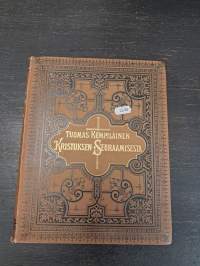 TUOMAS KEMPILÄINEN
KRISTUKSEN SEURAAMISESTA